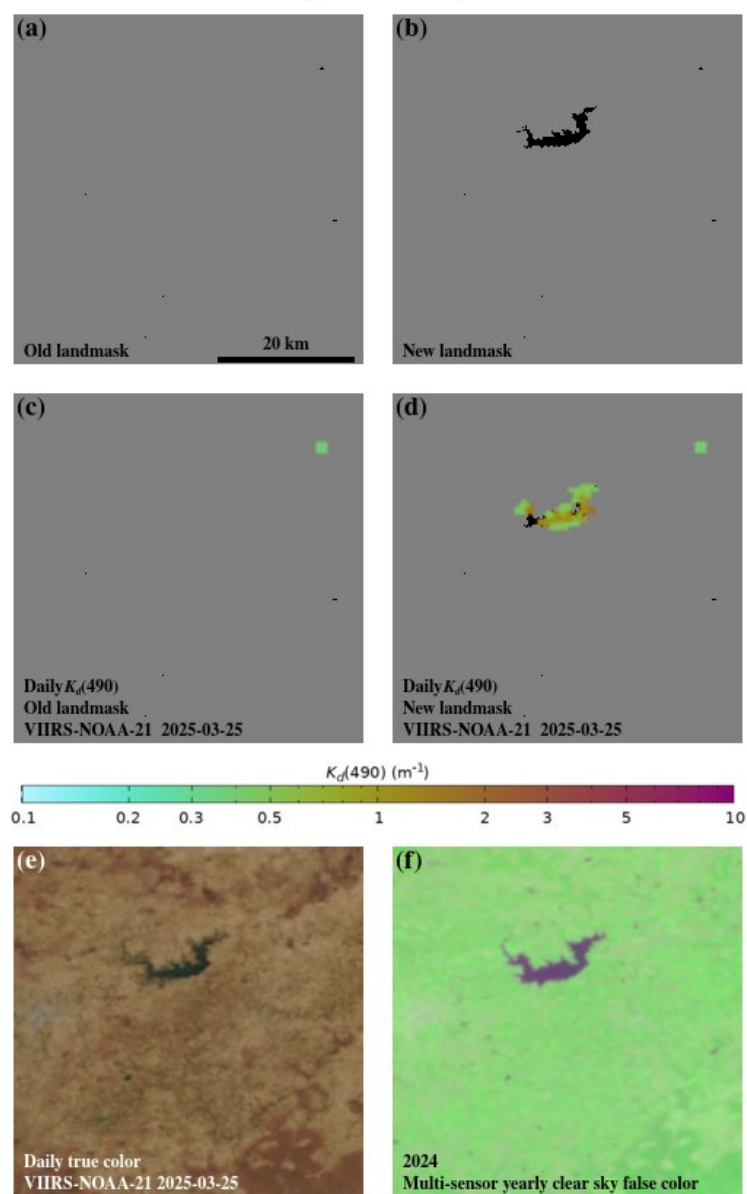 (a)
(b)
Old landmask
20 km
New landmask
(c)
(d)
Daily Kd(490)
Old landmask
VIIRS-NOAA-21 2025-03-25
Daily Kd(490)
New landmask
VIIRS-NOAA-21 2025-03-25
Kd(490) (m-1)
0.1 0.2 0.3 0.5 1 2 3 5 10
(e)
(f)
Daily true color
VIIRS-NOAA-21 2025-03-25
2024
Multi-sensor yearly clear sky false color